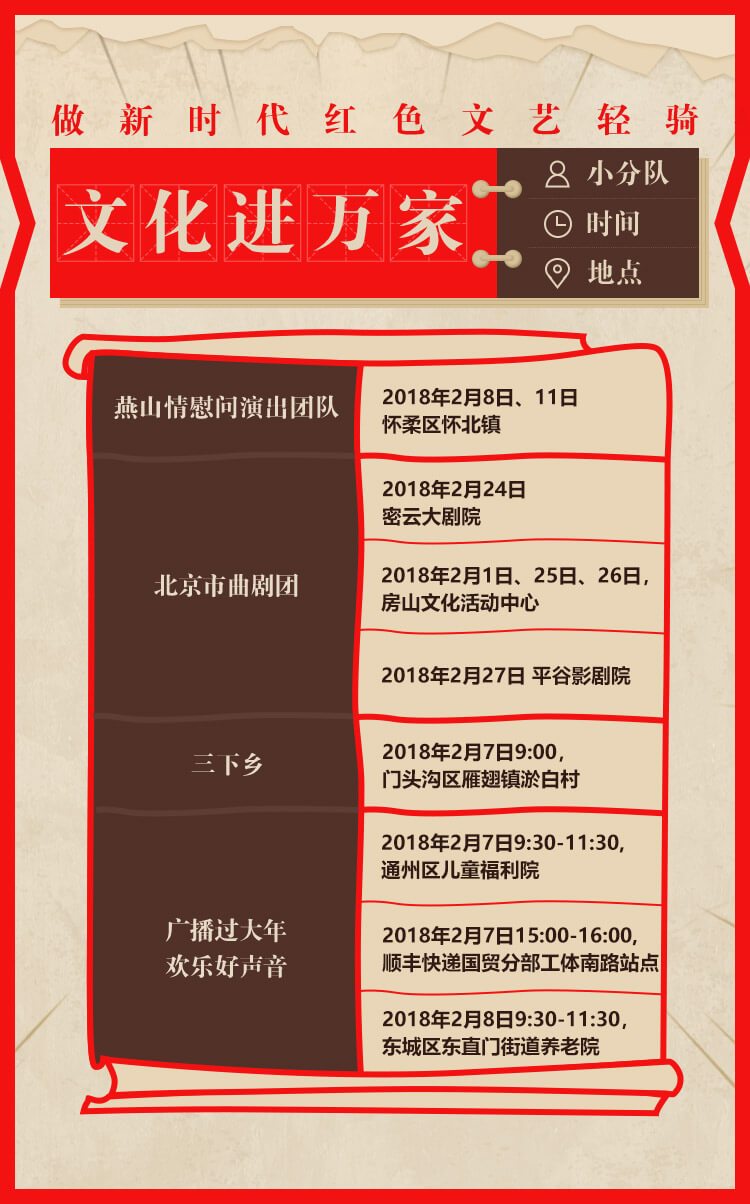 做新时代红色文艺轻骑
文化进万家
小分队
时间
地点
燕山情慰问演出团队
2018年2月8日、11日
怀柔区怀北镇
北京市曲剧团
2018年2月24日
密云大剧院
2018年2月1日、25日、26日，
房山文化活动中心
2018年2月27日 平谷影剧院
三下乡
2018年2月7日9:00，
门头沟区雁翅镇淤白村
广播过大年
欢乐好声音
2018年2月7日9:30-11:30,
通州区儿童福利院
2018年2月7日15:00-16:00,
顺丰快递国贸分部工体南路站点
2018年2月8日9:30-11:30，
东城区东直门街道养老院